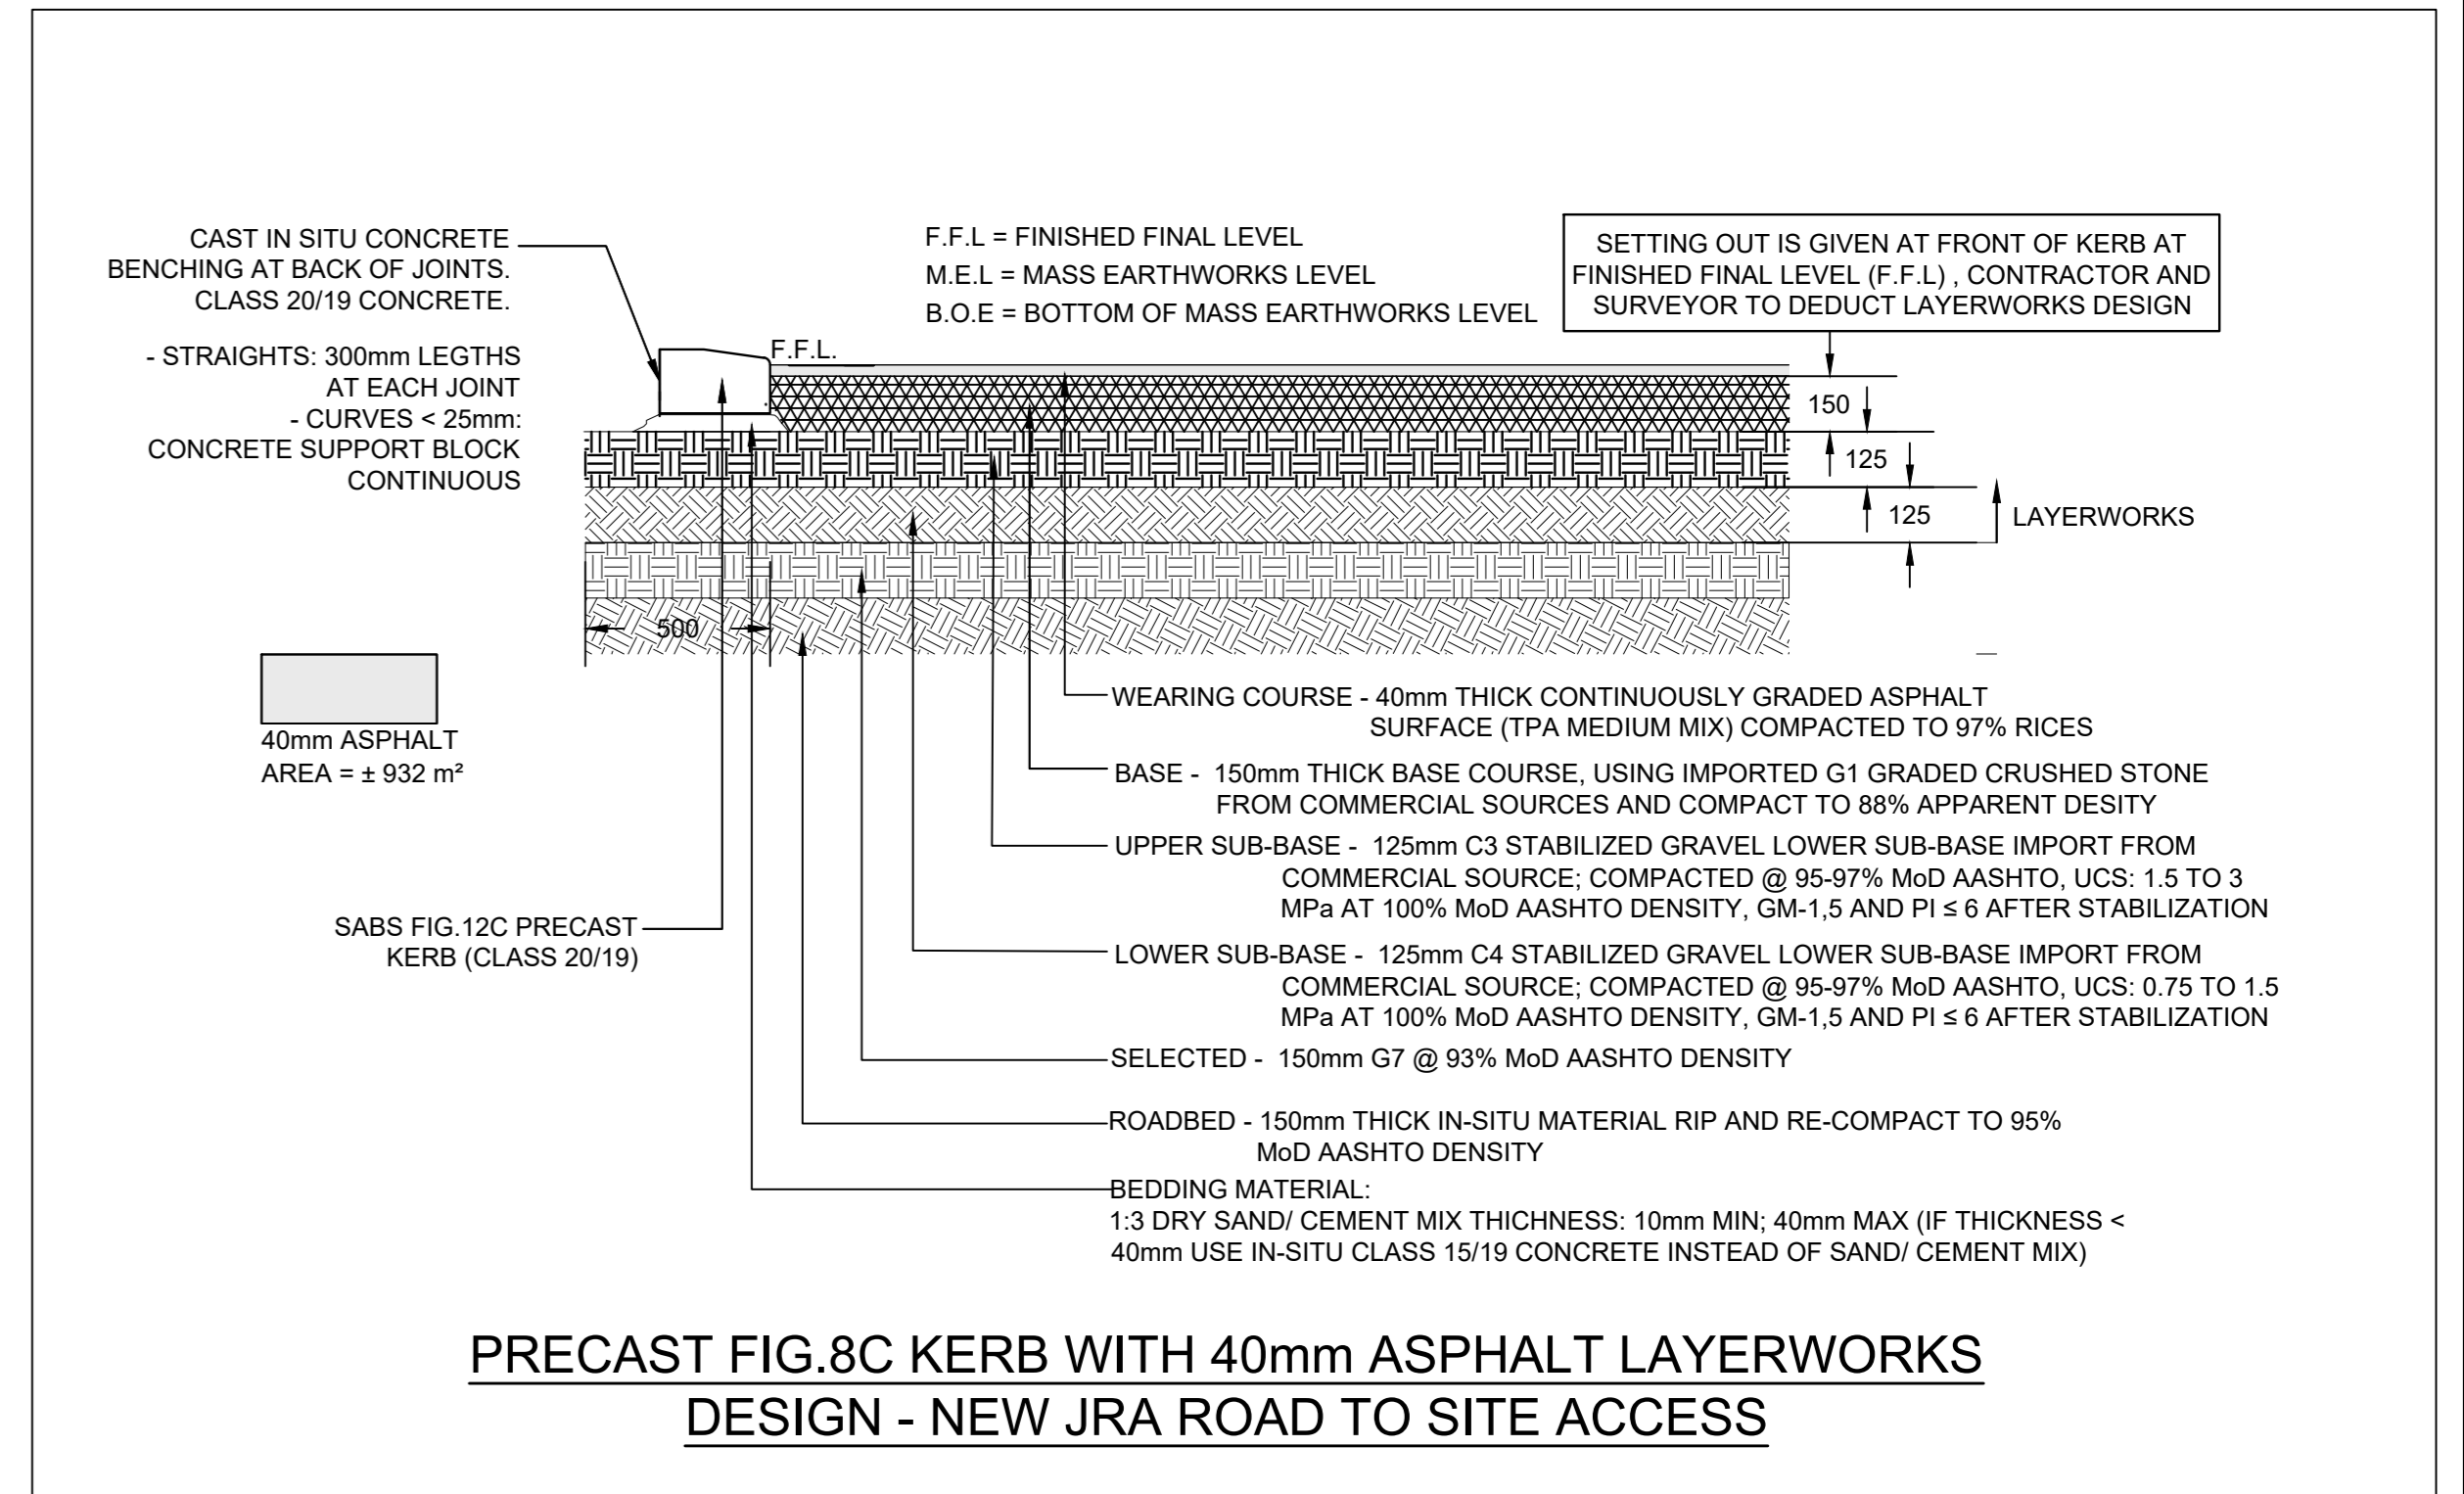 CAST IN SITU CONCRETE
BENCHING AT BACK OF JOINTS.
CLASS 20/19 CONCRETE.
- STRAIGHTS: 300mm LEGTHS
AT EACH JOINT
- CURVES < 25mm:
CONCRETE SUPPORT BLOCK
CONTINUOUS
F.F.L = FINISHED FINAL LEVEL
M.E.L = MASS EARTHWORKS LEVEL
B.O.E = BOTTOM OF MASS EARTHWORKS LEVEL
SETTING OUT IS GIVEN AT FRONT OF KERB AT
FINISHED FINAL LEVEL (F.F.L) , CONTRACTOR AND
SURVEYOR TO DEDUCT LAYERWORKS DESIGN
F.F.L.
150
125
125
LAYERWORKS
500
40mm ASPHALT
AREA = ± 932 m²
SABS FIG.12C PRECAST
KERB (CLASS 20/19)
WEARING COURSE - 40mm THICK CONTINUOUSLY GRADED ASPHALT
SURFACE (TPA MEDIUM MIX) COMPACTED TO 97% RICES
BASE - 150mm THICK BASE COURSE, USING IMPORTED G1 GRADED CRUSHED STONE
FROM COMMERCIAL SOURCES AND COMPACT TO 88% APPARENT DESITY
UPPER SUB-BASE - 125mm C3 STABILIZED GRAVEL LOWER SUB-BASE IMPORT FROM
COMMERCIAL SOURCE; COMPACTED @ 95-97% MoD AASHTO, UCS: 1.5 TO 3
MPa AT 100% MoD AASHTO DENSITY, GM-1,5 AND PI ≤ 6 AFTER STABILIZATION
LOWER SUB-BASE - 125mm C4 STABILIZED GRAVEL LOWER SUB-BASE IMPORT FROM
COMMERCIAL SOURCE; COMPACTED @ 95-97% MoD AASHTO, UCS: 0.75 TO 1.5
MPa AT 100% MoD AASHTO DENSITY, GM-1,5 AND PI ≤ 6 AFTER STABILIZATION
SELECTED - 150mm G7 @ 93% MoD AASHTO DENSITY
ROADBED - 150mm THICK IN-SITU MATERIAL RIP AND RE-COMPACT TO 95%
MoD AASHTO DENSITY
BEDDING MATERIAL:
1:3 DRY SAND/ CEMENT MIX THICHNESS: 10mm MIN; 40mm MAX (IF THICKNESS <
40mm USE IN-SITU CLASS 15/19 CONCRETE INSTEAD OF SAND/ CEMENT MIX)
PRECAST FIG.8C KERB WITH 40mm ASPHALT LAYERWORKS
DESIGN - NEW JRA ROAD TO SITE ACCESS